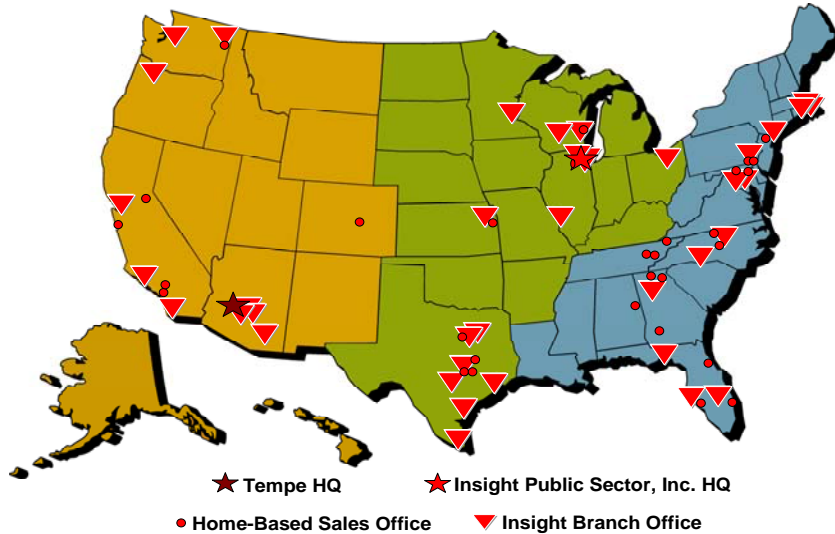 Tempe HQ Insight Public Sector, Inc. HQ
Home-Based Sales Office Insight Branch Office